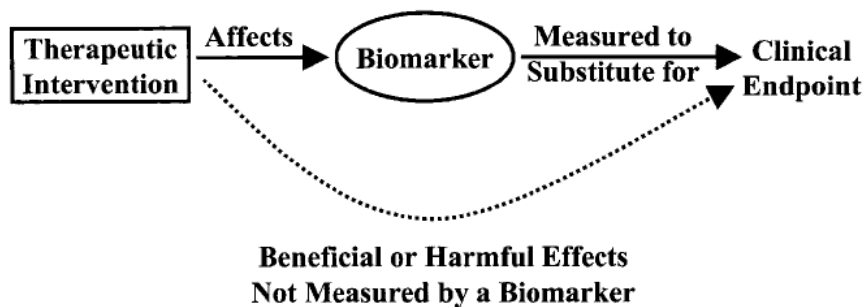 Therapeutic
Intervention
Affects
Biomarker
Measured to
Substitute for
Clinical
Endpoint
Beneficial or Harmful Effects
Not Measured by a Biomarker